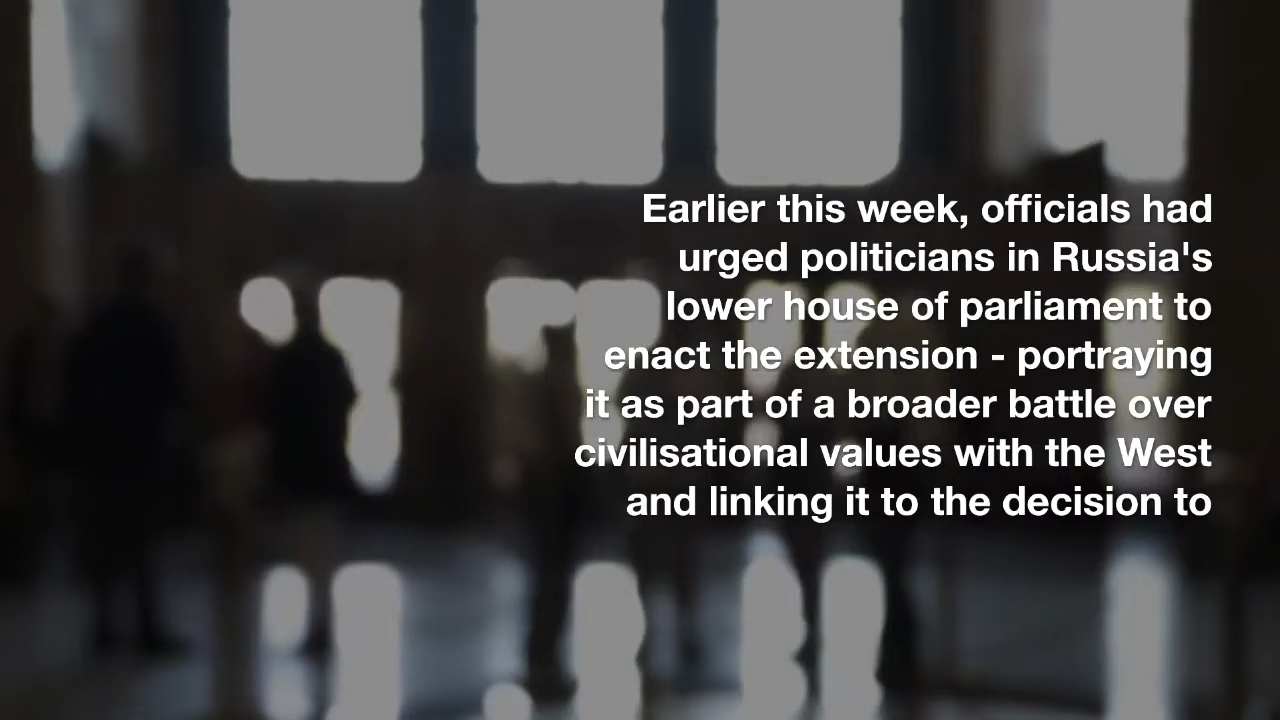 Earlier this week, officials had
urged politicians in Russia's
lower house of parliament to
enact the extension - portraying
it as part of a broader battle over
civilisational values with the West
and linking it to the decision to